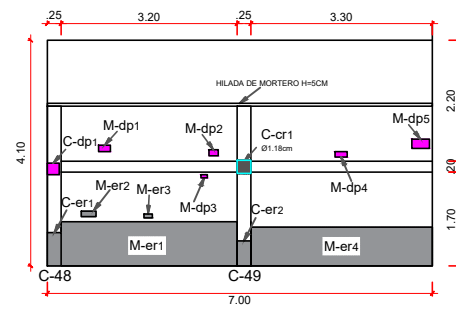 .25 3.20 .25 3.30
HILADA DE MORTERO H=5CM
2.20
4.10
M-dp1
M-dp2
M-dp5
C-dp1
C-cr1
Ø1.18cm
.20
M-er2
M-er3
M-dp3
M-dp4
C-er1
C-er2
1.70
M-er1
M-er4
C-48 C-49
7.00